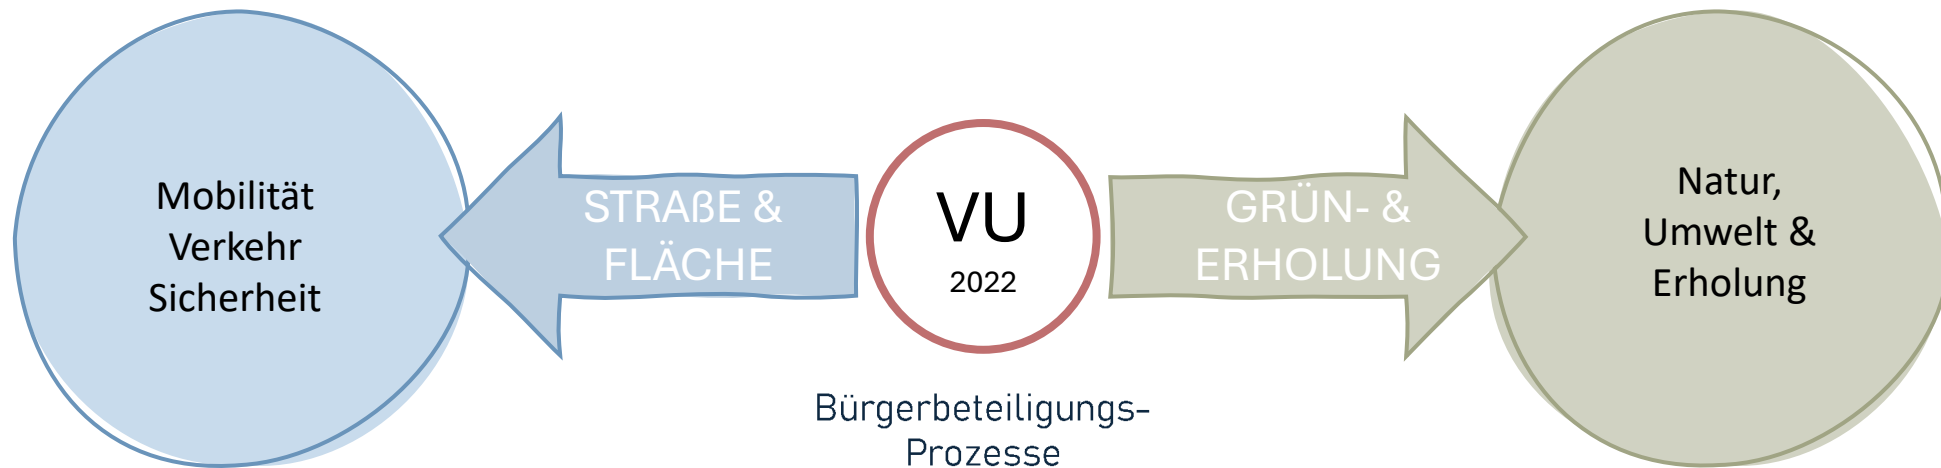 Mobilität
Verkehr
Sicherheit
STRAßE &
FLÄCHE
VU
2022
GRÜN- &
ERHOLUNG
Natur,
Umwelt &
Erholung
Bürgerbeteiligungs-
Prozesse